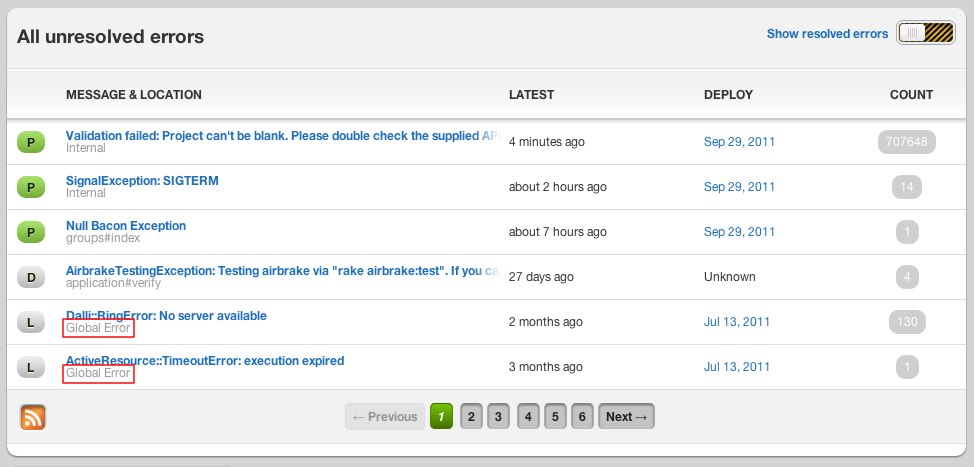 All unresolved errors
Show resolved errors
MESSAGE & LOCATION LATEST DEPLOY COUNT
P Validation failed: Project can't be blank. Please double check the supplied AP 4 minutes ago Sep 29, 2011 707648
Internal
P SignalException: SIGTERM about 2 hours ago Sep 29, 2011 14
Internal
P Null Bacon Exception about 7 hours ago Sep 29, 2011 1
groups#index
D AirbrakeTestingException: Testing airbrake via "rake airbrake:test". If you ca 27 days ago Unknown 4
application#verify
L Dalli::RingError: No server available 2 months ago Jul 13, 2011 130
Global Error
L ActiveResource::TimeoutError: execution expired 3 months ago Jul 13, 2011 1
Global Error
← Previous 1 2 3 4 5 6 Next →